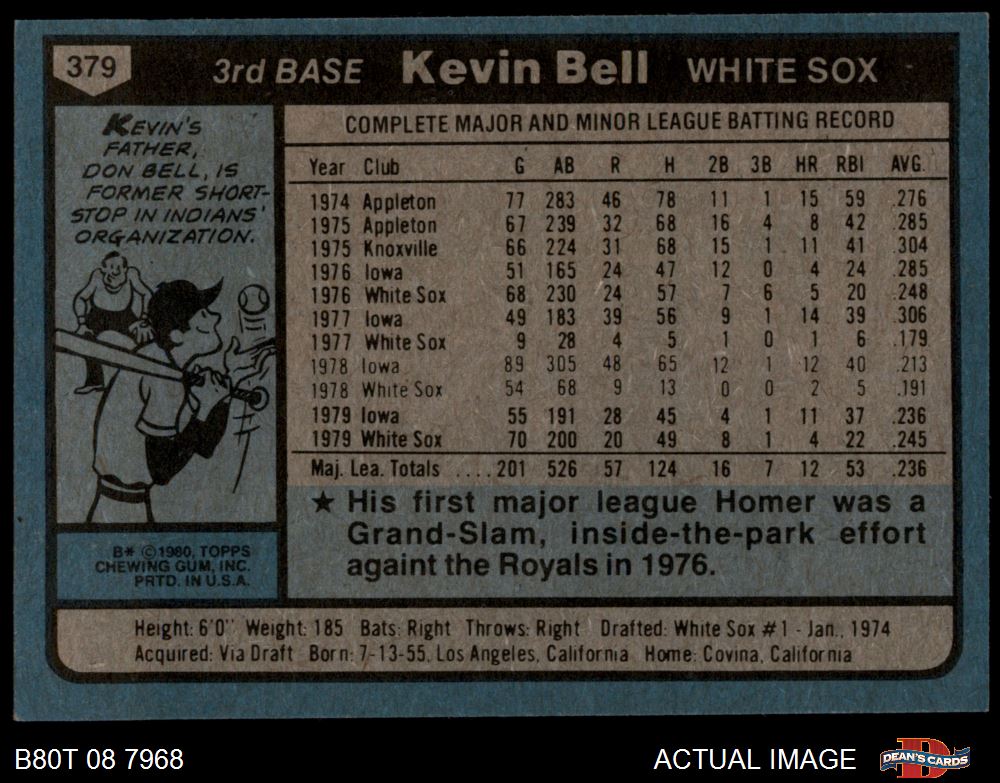 379 3rd BASE Kevin Bell WHITE SOX
KEVIN'S
FATHER,
DON BELL, IS
FORMER SHORT-
STOP IN INDIANS'
ORGANIZATION.
COMPLETE MAJOR AND MINOR LEAGUE BATTING RECORD
Year Club G AB R H 2B 3B HR RBI AVG.
1974 Appleton 77 283 46 78 11 1 15 59 .276
1975 Appleton 67 239 32 68 16 4 8 42 .285
1975 Knoxville 66 224 31 68 15 1 11 41 .304
1976 Iowa 51 165 24 47 12 0 4 24 .285
1976 White Sox 68 230 24 57 7 6 5 20 .248
1977 Iowa 49 183 39 56 9 1 14 39 .306
1977 White Sox 9 28 4 5 1 0 1 6 .179
1978 Iowa 89 305 48 65 12 1 12 40 .213
1978 White Sox 54 68 9 13 0 0 2 5 .191
1979 Iowa 55 191 28 45 4 1 11 37 .236
1979 White Sox 70 200 20 49 8 1 4 22 .245
Maj. Lea. Totals ....201 526 57 124 16 7 12 53 .236
★ His first major league Homer was a
Grand-Slam, inside-the-park effort
againt the Royals in 1976.
B* ©1980, TOPPS
CHEWING GUM, INC.
PRTD. IN U.S.A.
Height: 6'0" Weight: 185 Bats: Right Throws: Right Drafted: White Sox #1 - Jan., 1974
Acquired: Via Draft Born: 7-13-55, Los Angeles, California Home: Covina, California
B80T 08 7968 ACTUAL IMAGE DEAN'S CARDS